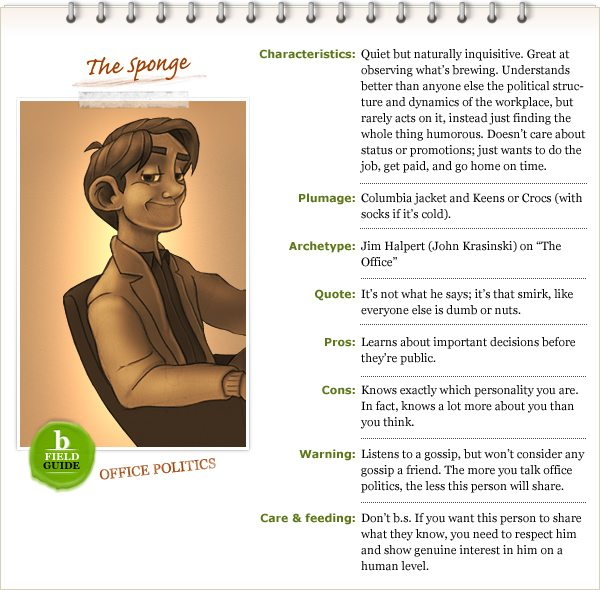 The Sponge
Characteristics: Quiet but naturally inquisitive. Great at
observing what’s brewing. Understands
better than anyone else the political struc-
ture and dynamics of the workplace, but
rarely acts on it, instead just finding the
whole thing humorous. Doesn’t care about
status or promotions; just wants to do the
job, get paid, and go home on time.
Plumage: Columbia jacket and Keens or Crocs (with
socks if it’s cold).
Archetype: Jim Halpert (John Krasinski) on “The
Office”
Quote: It’s not what he says; it’s that smirk, like
everyone else is dumb or nuts.
Pros: Learns about important decisions before
they’re public.
Cons: Knows exactly which personality you are.
In fact, knows a lot more about you than
you think.
Warning: Listens to a gossip, but won’t consider any
gossip a friend. The more you talk office
politics, the less this person will share.
Care & feeding: Don’t b.s. If you want this person to share
what they know, you need to respect him
and show genuine interest in him on a
human level.
b
FIELD
GUIDE
OFFICE POLITICS